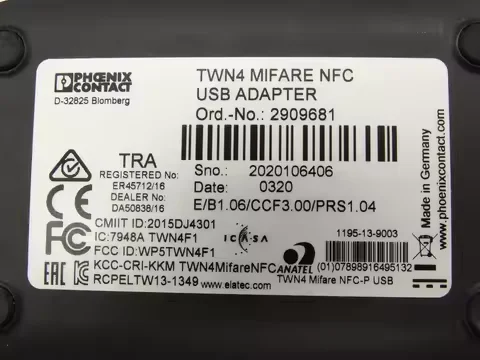 PHŒNIX
CONTACT
D-32825 Blomberg
TWN4 MIFARE NFC
USB ADAPTER
Ord.-No.: 2909681
TRA
REGISTERED No:
ER45712/16
DEALER No:
DA50838/16
Sno.: 2020106406
Date: 0320
E/B1.06/CCF3.00/PRS1.04
CMIIT ID:2015DJ4301
IC:7948A TWN4F1
FCC ID:WP5TWN4F1
KCC-CRI-KKM TWN4MifareNFC
RCPELTW13-1349 www.elatec.com
ICASA
ANATEL
1195-13-9003
(01)07898916495132
TWN4 Mifare NFC-P USB
Made in Germany
www.phoenixcontact.com